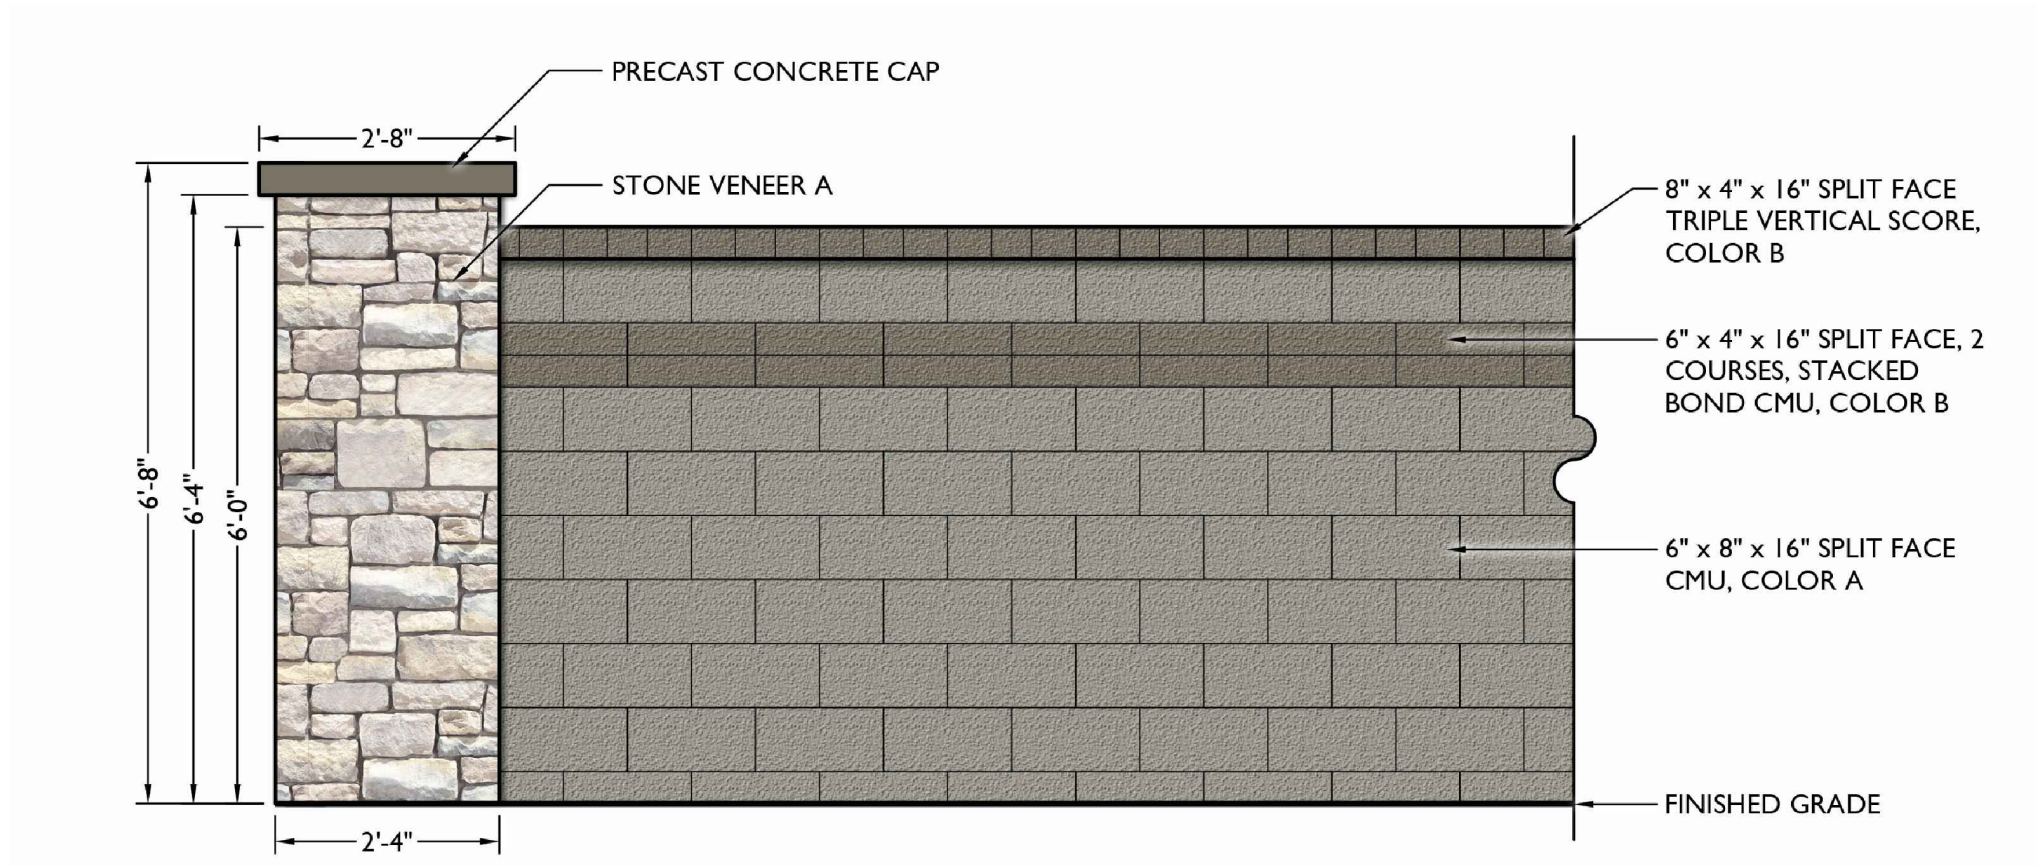 PRECAST CONCRETE CAP
2'-8"
STONE VENEER A
8" x 4" x 16" SPLIT FACE
TRIPLE VERTICAL SCORE,
COLOR B
6" x 4" x 16" SPLIT FACE, 2
COURSES, STACKED
BOND CMU, COLOR B
6'-8"
6'-4"
6'-0"
6" x 8" x 16" SPLIT FACE
CMU, COLOR A
FINISHED GRADE
2'-4"